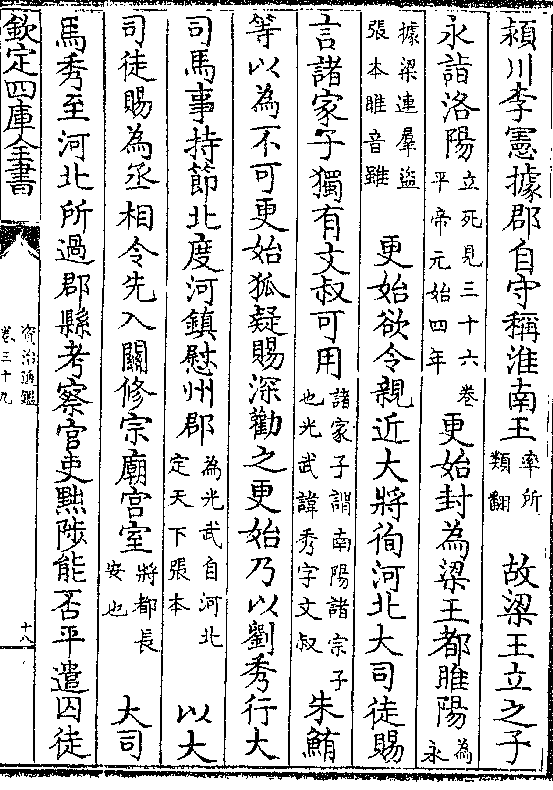 潁川李憲據郡自守稱淮南王率所類翻故梁王立之子
永詣洛陽立死見三十六卷平帝元始四年更始封為梁王都睢陽為永
據梁連羣盜張本睢音雖更始欲令親近大將徇河北大司徒賜
言諸家子獨有文叔可用諸家子謂南陽諸宗子也光武諱秀字文叔朱鮪
等以為不可更始狐疑賜深勸之更始乃以劉秀行大
司馬事持節北度河鎮慰州郡為光武自河北定天下張本以大
司徒賜為丞相令先入關修宗廟宮室將都長安也大司
馬秀至河北所過郡縣考察官吏黜陟能否平遣囚徒
欽定四庫全書
資治通鑑
卷三十九
十八